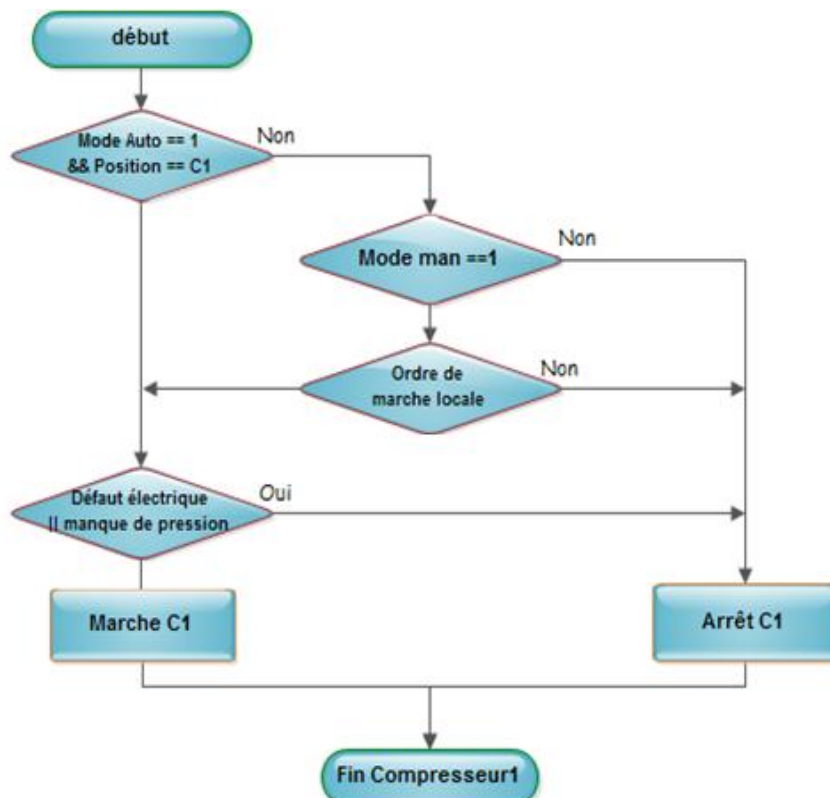 début
Mode Auto == 1
&& Position == C1
Non
Mode man ==1
Non
Ordre de
marche locale
Non
Défaut électrique
|| manque de pression
Oui
Marche C1
Arrêt C1
Fin Compresseur1